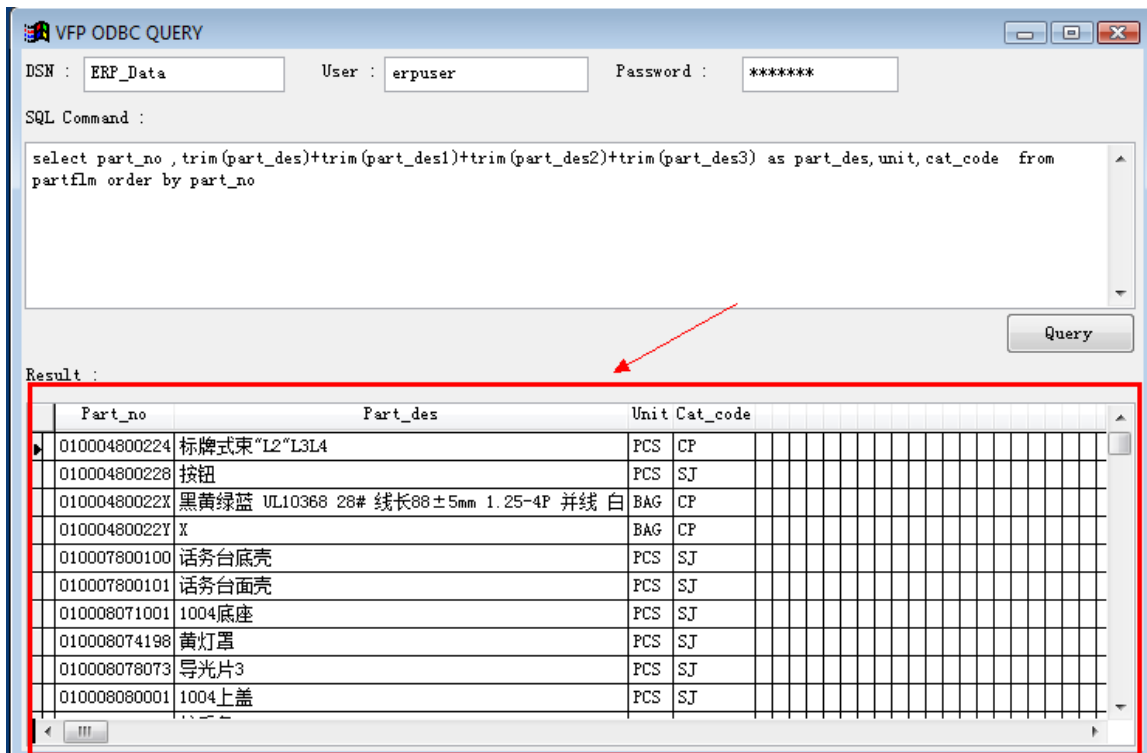 VFP ODBC QUERY
DSN : ERP_Data User : erpuser Password : *******
SQL Command :
select part_no ,trim(part_des)+trim(part_des1)+trim(part_des2)+trim(part_des3) as part_des,unit,cat_code from
partflm order by part_no
Query
Result :
Part_no Part_des Unit Cat_code
010004800224 标牌式束"L2"L3L4 PCS CP
010004800228 按钮 PCS SJ
01000480022X 黑黄绿蓝 UL10368 28# 线长88±5mm 1.25-4P 并线 白 BAG CP
01000480022Y X BAG CP
010007800100 话务台底壳 PCS SJ
010007800101 话务台面壳 PCS SJ
010008071001 1004底座 PCS SJ
010008074198 黄灯罩 PCS SJ
010008078073 导光片3 PCS SJ
010008080001 1004上盖 PCS SJ